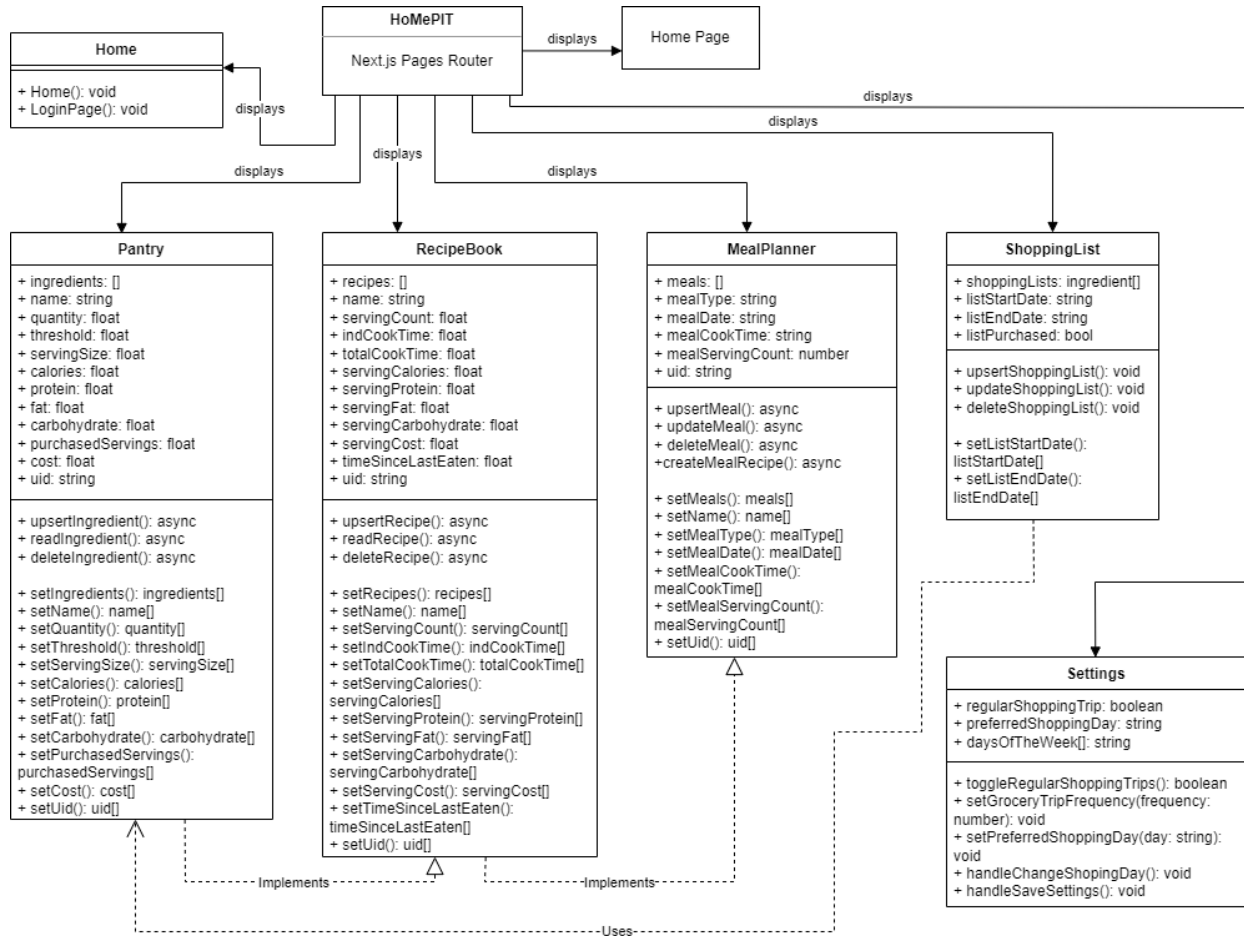 HoMePIT
Next.js Pages Router
displays
Home Page
Home
+ Home(): void
+ LoginPage(): void
displays
displays
displays
displays
displays
displays
Pantry
+ ingredients: []
+ name: string
+ quantity: float
+ threshold: float
+ servingSize: float
+ calories: float
+ protein: float
+ fat: float
+ carbohydrate: float
+ purchasedServings: float
+ cost: float
+ uid: string
+ upsertIngredient(): async
+ readIngredient(): async
+ deleteIngredient(): async
+ setIngredients(): ingredients[]
+ setName(): name[]
+ setQuantity(): quantity[]
+ setThreshold(): threshold[]
+ setServingSize(): servingSize[]
+ setCalories(): calories[]
+ setProtein(): protein[]
+ setFat(): fat[]
+ setCarbohydrate(): carbohydrate[]
+ setPurchasedServings():
purchasedServings[]
+ setCost(): cost[]
+ setUid(): uid[]
RecipeBook
+ recipes: []
+ name: string
+ servingCount: float
+ indCookTime: float
+ totalCookTime: float
+ servingCalories: float
+ servingProtein: float
+ servingFat: float
+ servingCarbohydrate: float
+ servingCost: float
+ timeSinceLastEaten: float
+ uid: string
+ upsertRecipe(): async
+ readRecipe(): async
+ deleteRecipe(): async
+ setRecipes(): recipes[]
+ setName(): name[]
+ setServingCount(): servingCount[]
+ setIndCookTime(): indCookTime[]
+ setTotalCookTime(): totalCookTime[]
+ setServingCalories():
servingCalories[]
+ setServingProtein(): servingProtein[]
+ setServingFat(): servingFat[]
+ setServingCarbohydrate():
servingCarbohydrate[]
+ setServingCost(): servingCost[]
+ setTimeSinceLastEaten():
timeSinceLastEaten[]
+ setUid(): uid[]
MealPlanner
+ meals: []
+ mealType: string
+ mealDate: string
+ mealCookTime: string
+ mealServingCount: number
+ uid: string
+ upsertMeal(): async
+ updateMeal(): async
+ deleteMeal(): async
+createMealRecipe(): async
+ setMeals(): meals[]
+ setName(): name[]
+ setMealType(): mealType[]
+ setMealDate(): mealDate[]
+ setMealCookTime():
mealCookTime[]
+ setMealServingCount():
mealServingCount[]
+ setUid(): uid[]
ShoppingList
+ shoppingLists: ingredient[]
+ listStartDate: string
+ listEndDate: string
+ listPurchased: bool
+ upsertShoppingList(): void
+ updateShoppingList(): void
+ deleteShoppingList(): void
+ setListStartDate():
listStartDate[]
+ setListEndDate():
listEndDate[]
Settings
+ regularShoppingTrip: boolean
+ preferredShoppingDay: string
+ daysOfTheWeek[]: string
+ toggleRegularShoppingTrips(): boolean
+ setGroceryTripFrequency(frequency:
number): void
+ setPreferredShoppingDay(day: string):
void
+ handleChangeShopingDay(): void
+ handleSaveSettings(): void
Implements
Implements
Uses